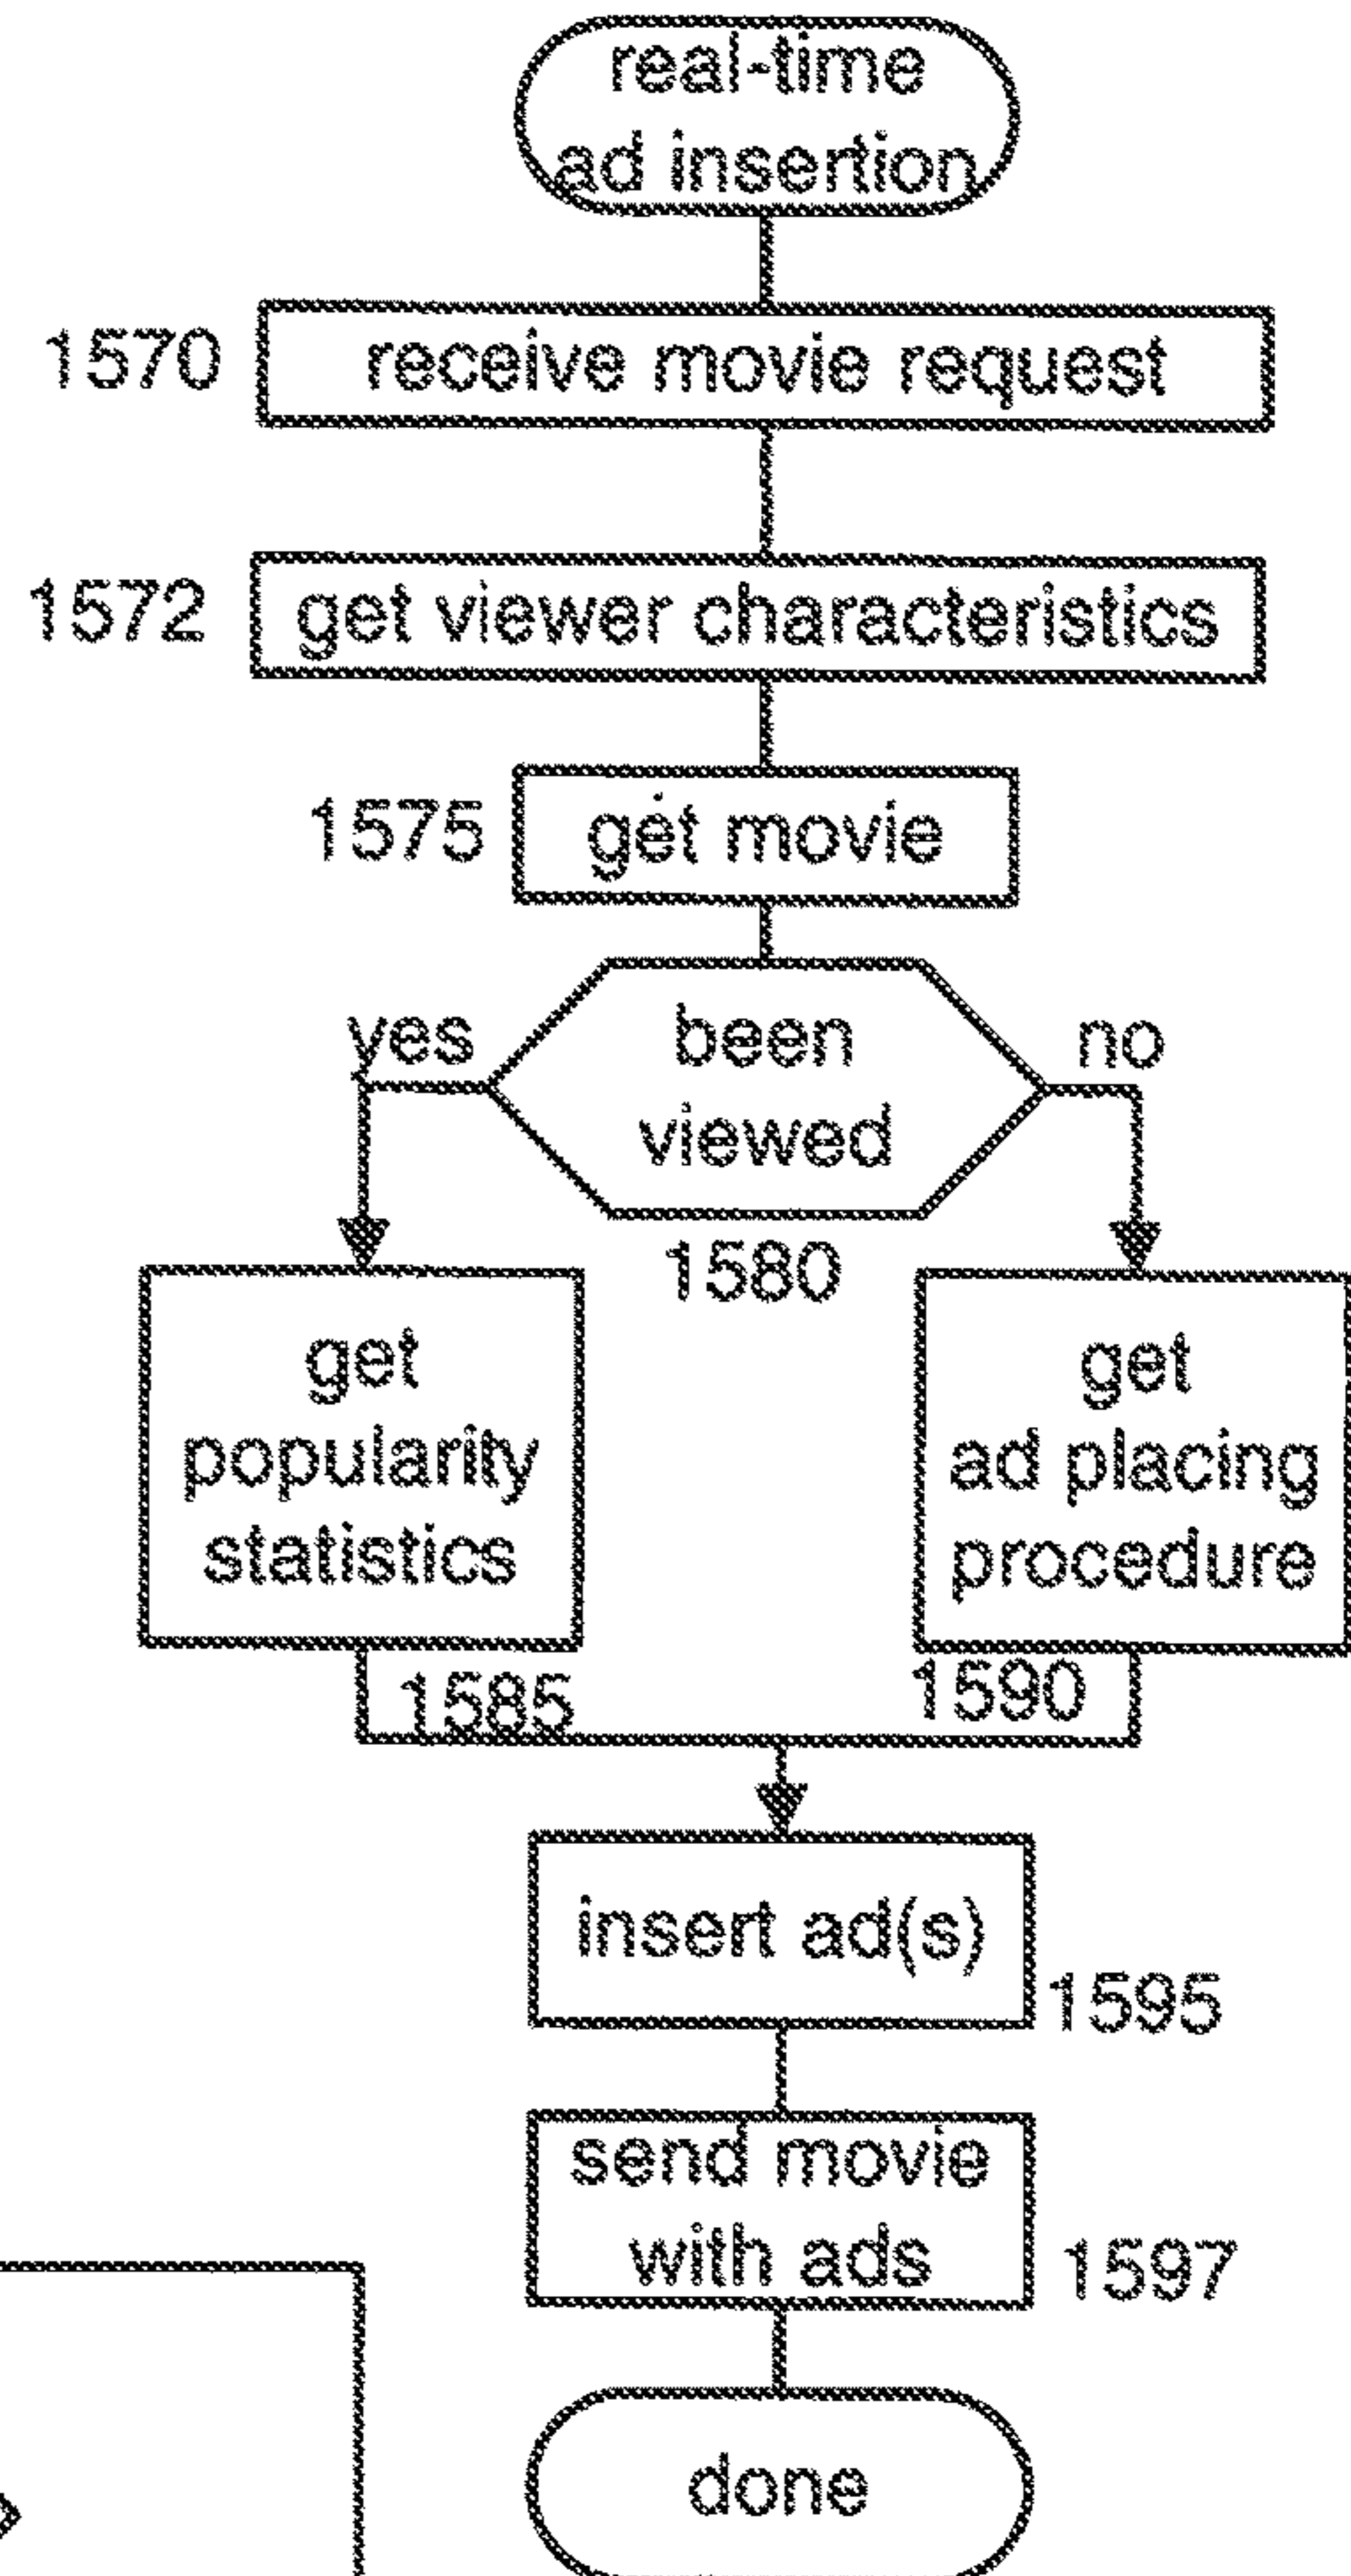 real-time
ad insertion
1570 receive movie request
1572 get viewer characteristics
1575 get movie
yes been no
viewed
1580
get
popularity
statistics
1585
get
ad placing
procedure
1590
insert ad(s)
1595
send movie
with ads
1597
done